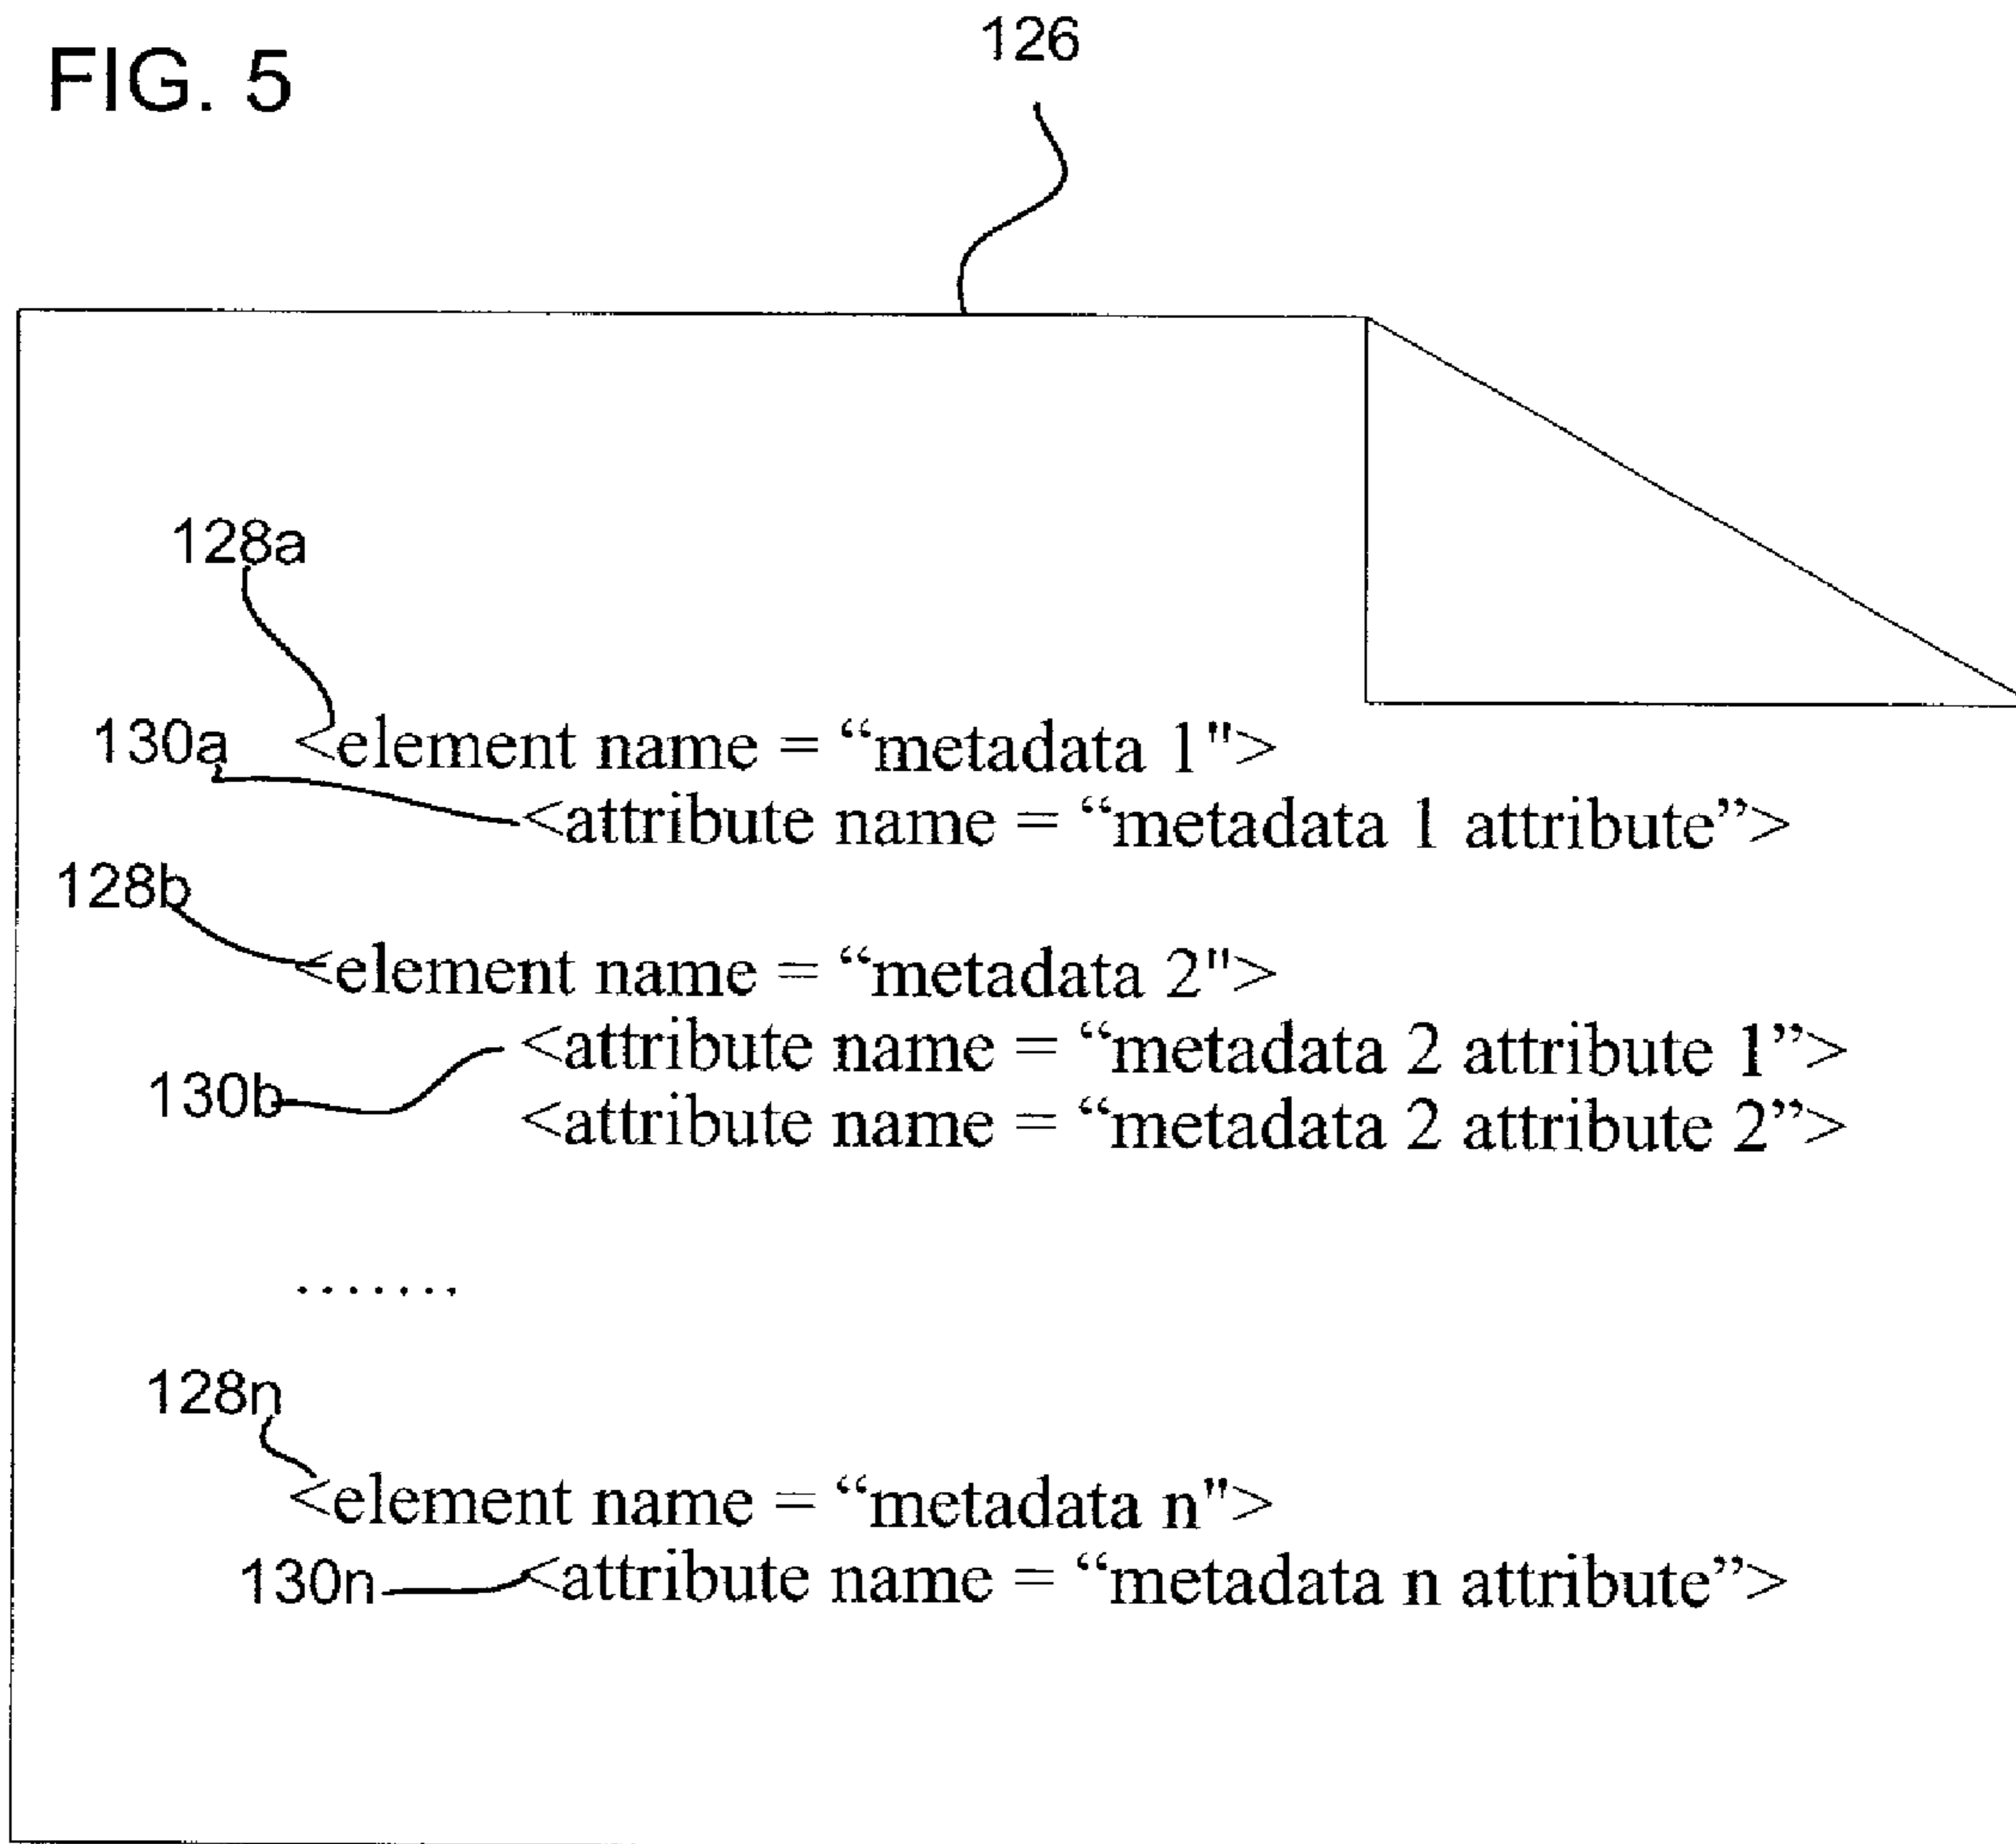 FIG. 5
126
128a
130a <element name = “metadata 1">
<attribute name = “metadata 1 attribute”>
128b
<element name = “metadata 2">
<attribute name = “metadata 2 attribute 1”>
130b
<attribute name = “metadata 2 attribute 2”>
.......
128n
<element name = “metadata n">
130n <attribute name = “metadata n attribute”>